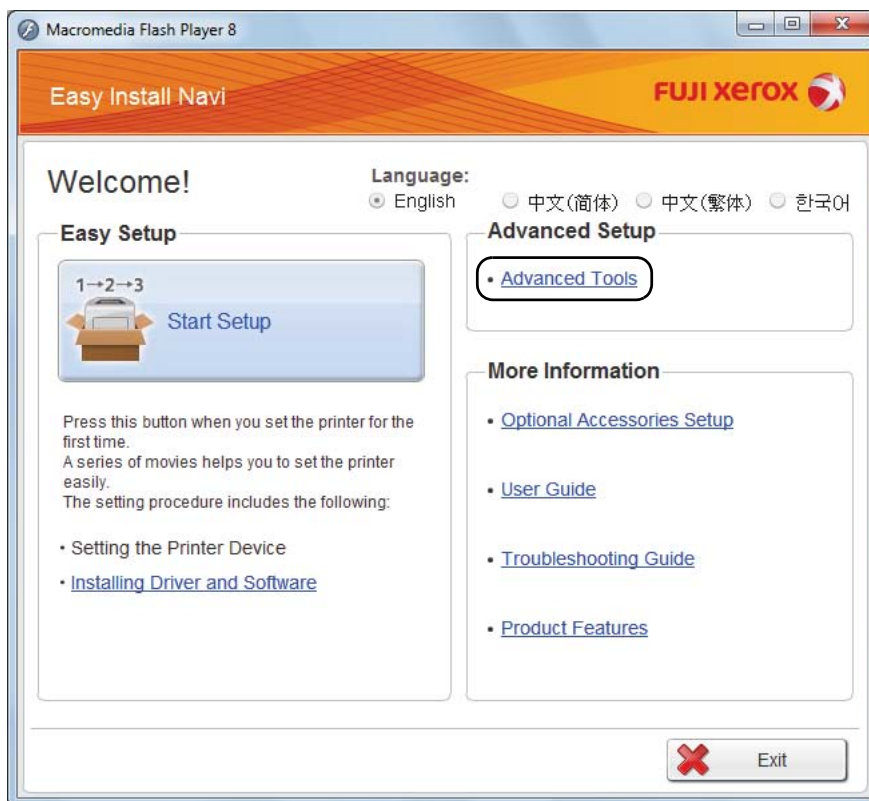 Macromedia Flash Player 8
Easy Install Navi
FUJI xerox
Welcome!
Language:
English 中文(简体) 中文(繁体) 한국어
Easy Setup
1→2→3
Start Setup
Press this button when you set the printer for the
first time.
A series of movies helps you to set the printer
easily.
The setting procedure includes the following:
• Setting the Printer Device
• Installing Driver and Software
Advanced Setup
• Advanced Tools
More Information
• Optional Accessories Setup
• User Guide
• Troubleshooting Guide
• Product Features
Exit